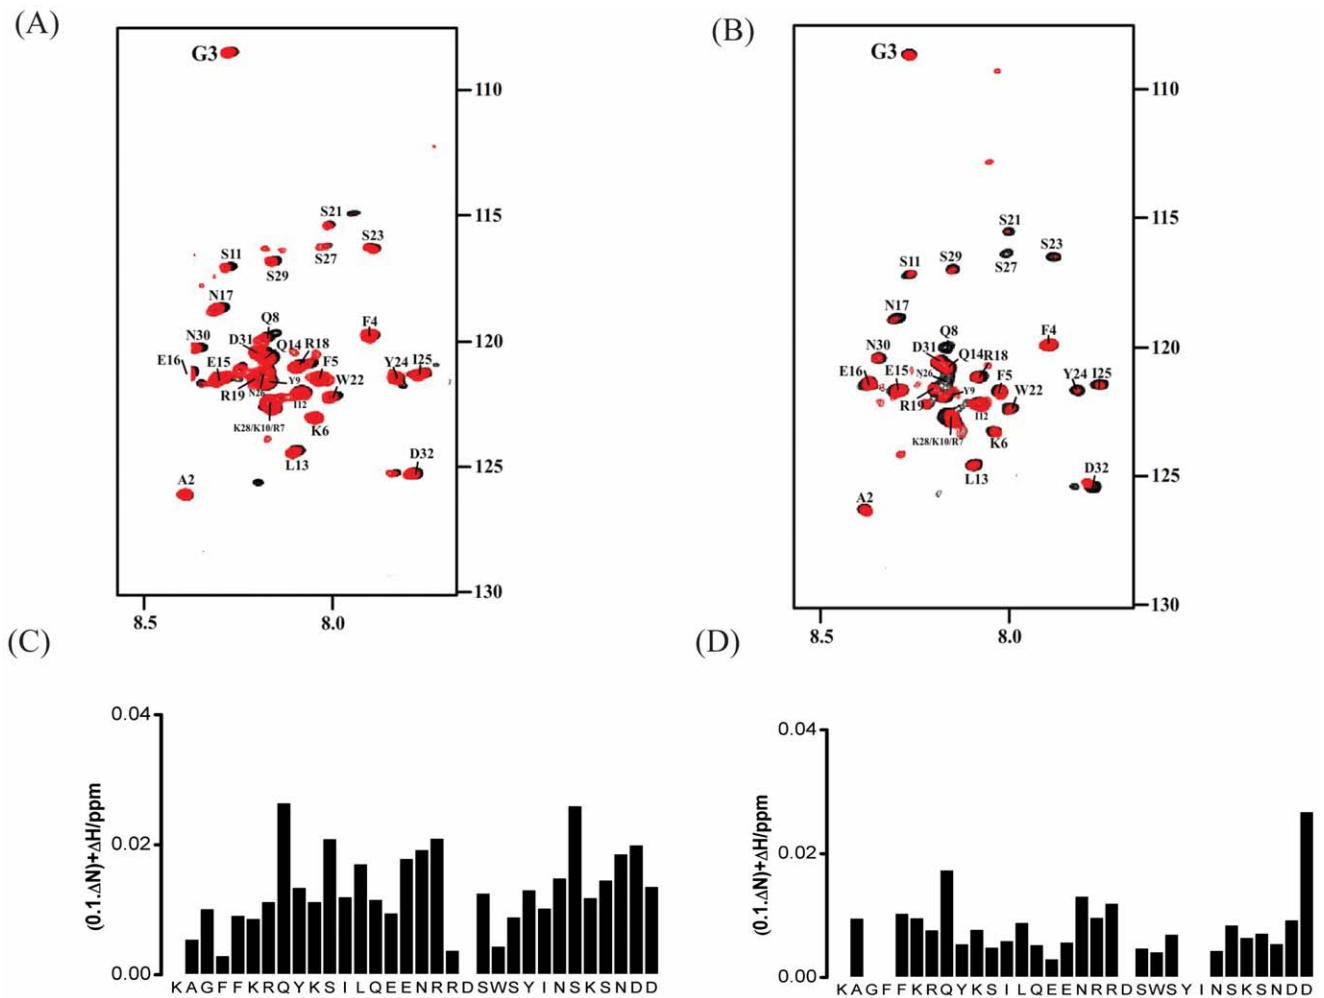 (A)
G3
110
115
120
125
130
8.5
8.0
S21
S23
S27
S11
S29
N17
Q8
F4
N30
D31
Q14
R18
E16
E15
F5
Y24
I25
N26
Y9
W22
R19
I12
K28/K10/R7
K6
L13
D32
A2
(B)
G3
110
115
120
125
130
8.5
8.0
S21
S23
S27
S11
S29
N17
Q8
F4
N30
D31
Q14
R18
E16
E15
N26
F5
Y24
I25
Y9
W22
R19
I12
K28/K10/R7
K6
L13
D32
A2
(C)
0.04
0.02
0.00
(0.1.ΔN)+ΔH/ppm
K A G F F K R Q Y K S I L Q E E N R R D S W S Y I N S K S N D D
(D)
0.04
0.02
0.00
(0.1.ΔN)+ΔH/ppm
K A G F F K R Q Y K S I L Q E E N R R D S W S Y I N S K S N D D